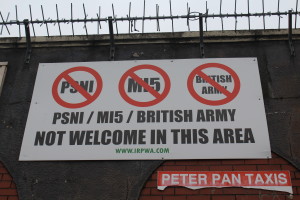 PSNI
MI5
BRITISH
ARMY
PSNI / MI5 / BRITISH ARMY
NOT WELCOME IN THIS AREA
WWW.IRPWA.COM
PETER PAN TAXIS